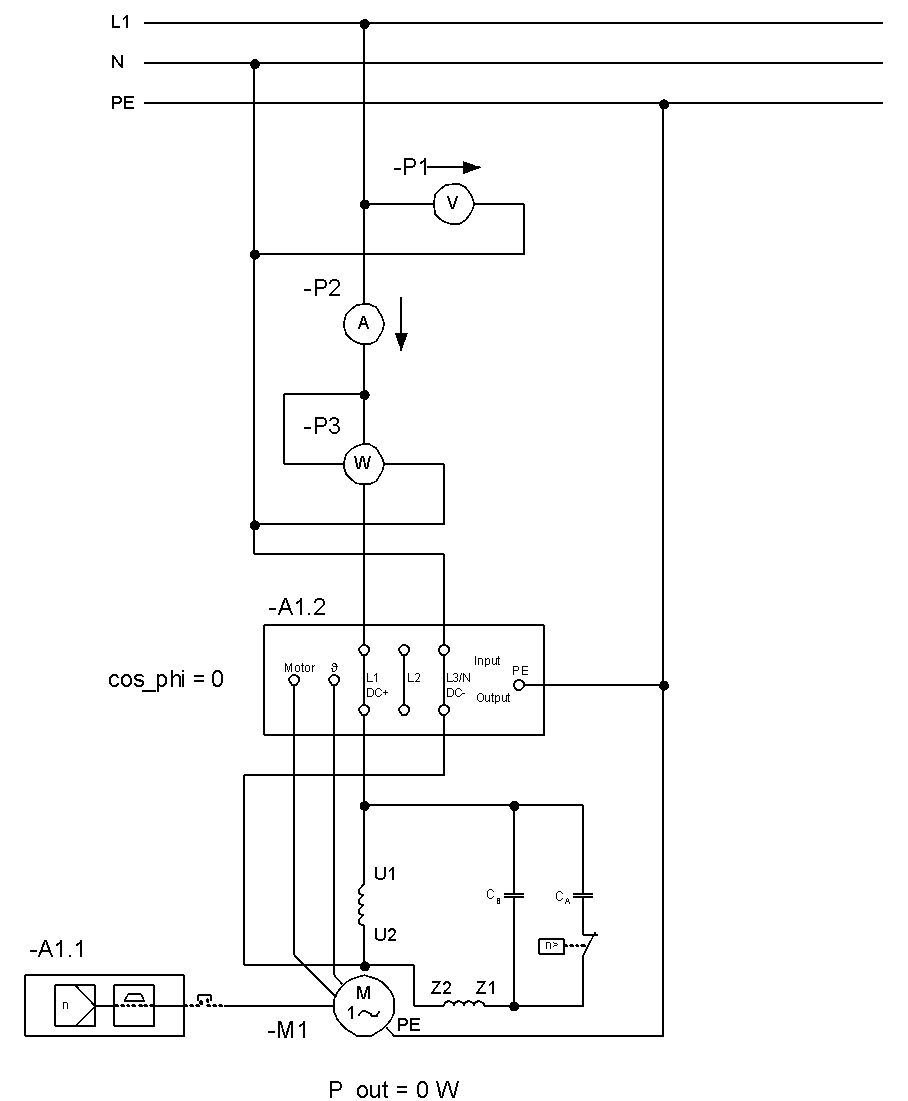 L1
N
PE
-P1
V
-P2
A
-P3
W
-A1.2
cos_phi = 0
Motor
ϑ
L1
DC+
L2
L3/N
DC-
Input
Output
PE
U1
U2
C B
C A
n>
-A1.1
n
M
1~
PE
-M1
Z2
Z1
P out = 0 W